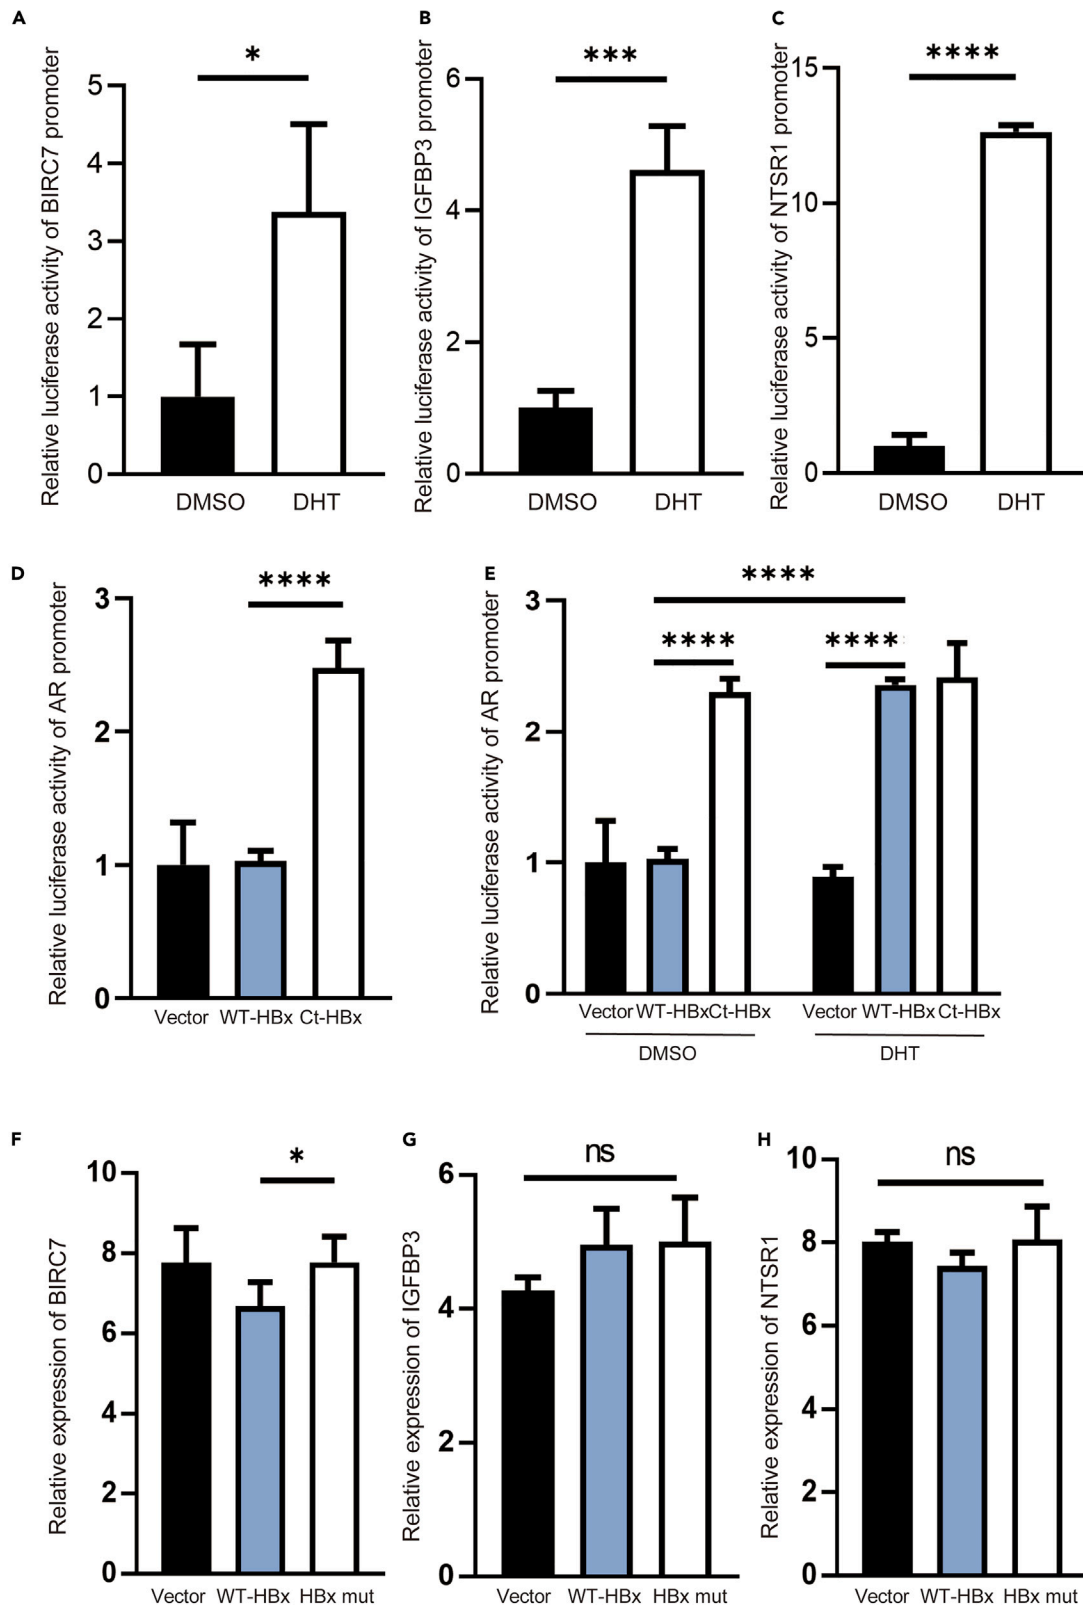 A
Relative luciferase activity of BIRC7 promoter
5
4
3
2
1
0
*
DMSO
DHT
B
Relative luciferase activity of IGFBP3 promoter
6
4
2
0
***
DMSO
DHT
C
Relative luciferase activity of NTSR1 promoter
15
10
5
0
****
DMSO
DHT
D
Relative luciferase activity of AR promoter
3
2
1
0
****
Vector WT-HBx Ct-HBx
E
Relative luciferase activity of AR promoter
3
2
1
0
****
****
****
Vector WT-HBx Ct-HBx
Vector WT-HBx Ct-HBx
DMSO
DHT
F
Relative expression of BIRC7
10
8
6
4
2
0
*
Vector WT-HBx HBx mut
G
Relative expression of IGFBP3
6
4
2
0
ns
Vector WT-HBx HBx mut
H
Relative expression of NTSR1
10
8
6
4
2
0
ns
Vector WT-HBx HBx mut